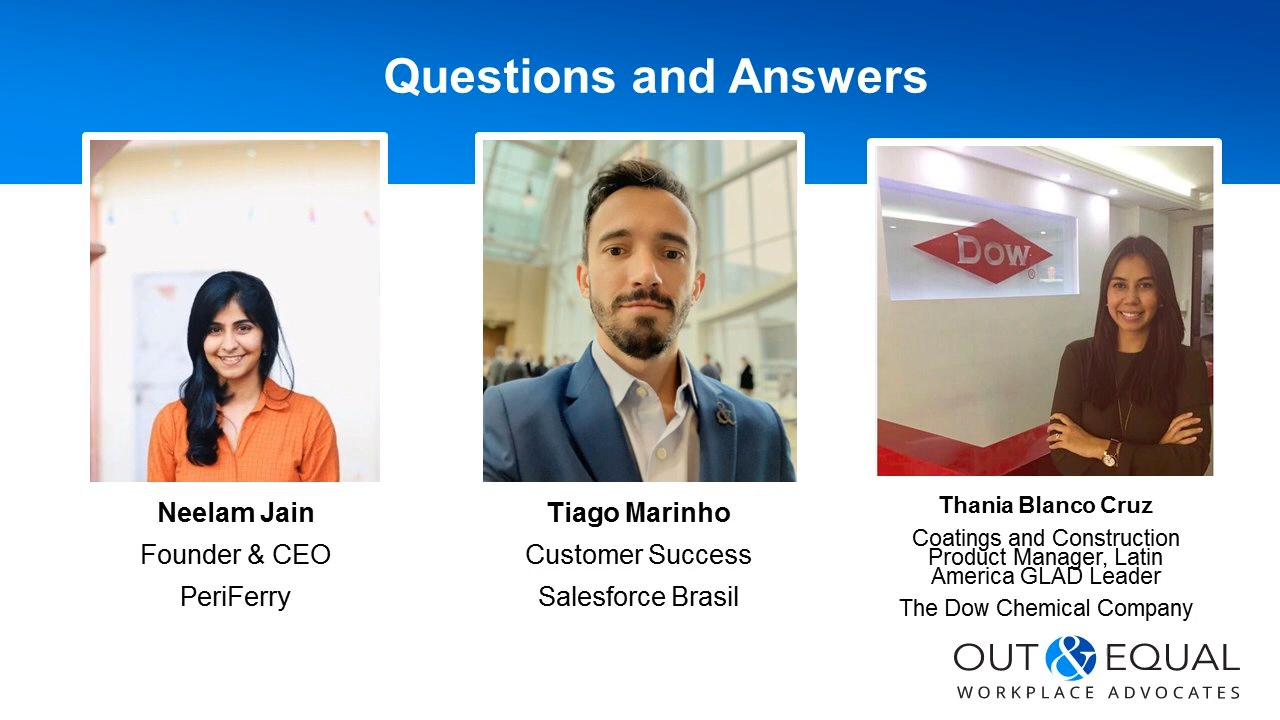 Questions and Answers
DOW
®
Neelam Jain
Founder & CEO
PeriFerry
Tiago Marinho
Customer Success
Salesforce Brasil
Thania Blanco Cruz
Coatings and Construction
Product Manager, Latin
America GLAD Leader
The Dow Chemical Company
OUT & EQUAL
WORKPLACE ADVOCATES